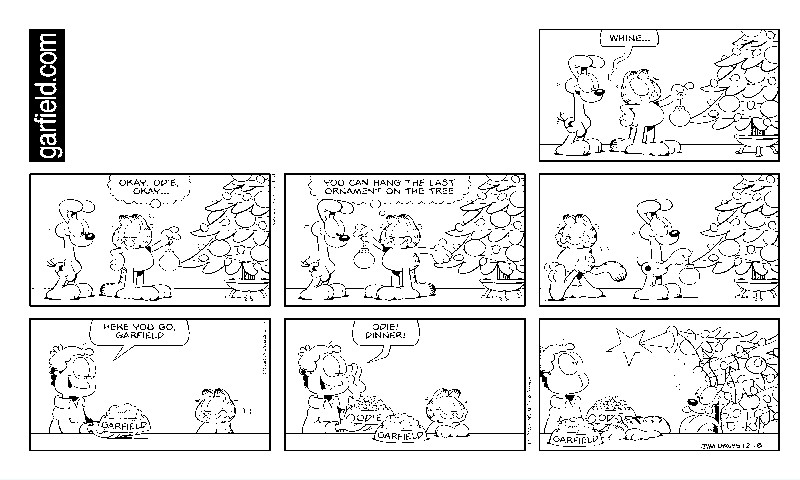 garfield.com
WHINE...
OKAY, ODIE,
OKAY...
YOU CAN HANG THE LAST
ORNAMENT ON THE TREE
HERE YOU GO,
GARFIELD
GARFIELD
ODIE!
DINNER!
ODIE
GARFIELD
ODIE
GARFIELD
JIM DAVIS 12-8